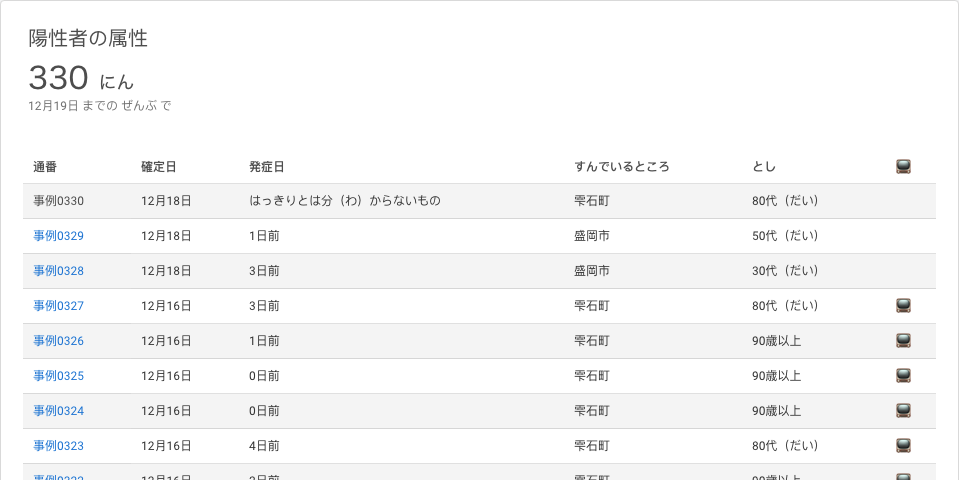 陽性者の属性
330 にん
12月19日 までの ぜんぶ で
通番 確定日 発症日 すんでいるところ とし
事例0330 12月18日 はっきりとは分（わ）からないもの 雫石町 80代（だい）
事例0329 12月18日 1日前 盛岡市 50代（だい）
事例0328 12月18日 3日前 盛岡市 30代（だい）
事例0327 12月16日 3日前 雫石町 80代（だい）
事例0326 12月16日 1日前 雫石町 90歳以上
事例0325 12月16日 0日前 雫石町 90歳以上
事例0324 12月16日 0日前 雫石町 90歳以上
事例0323 12月16日 4日前 雫石町 80代（だい）